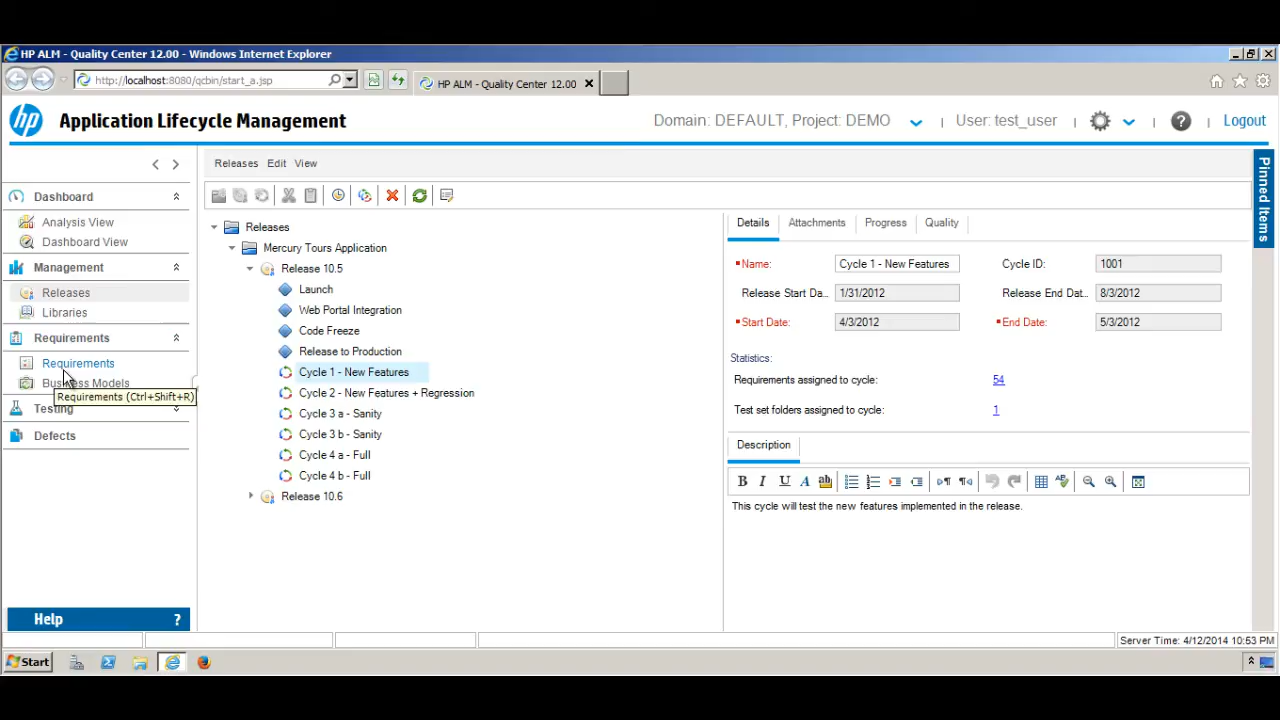 HP ALM - Quality Center 12.00 - Windows Internet Explorer
http://localhost:8080/qcbin/start_a.jsp
HP ALM - Quality Center 12.00
hp
Application Lifecycle Management
Domain: DEFAULT, Project: DEMO
User: test_user
Logout
Dashboard
Analysis View
Dashboard View
Management
Releases
Libraries
Requirements
Requirements
Business Models
Requirements (Ctrl+Shift+R)
Testing
Defects
Help ?
Releases Edit View
Releases
Mercury Tours Application
Release 10.5
Launch
Web Portal Integration
Code Freeze
Release to Production
Cycle 1 - New Features
Cycle 2 - New Features + Regression
Cycle 3 a - Sanity
Cycle 3 b - Sanity
Cycle 4 a - Full
Cycle 4 b - Full
Release 10.6
Details Attachments Progress Quality
Name: Cycle 1 - New Features Cycle ID: 1001
Release Start Da... 1/31/2012 Release End Dat... 8/3/2012
Start Date: 4/3/2012 End Date: 5/3/2012
Statistics:
Requirements assigned to cycle: 54
Test set folders assigned to cycle: 1
Description
B I U A ab
This cycle will test the new features implemented in the release.
Pinned Items
Server Time: 4/12/2014 10:53 PM
Start